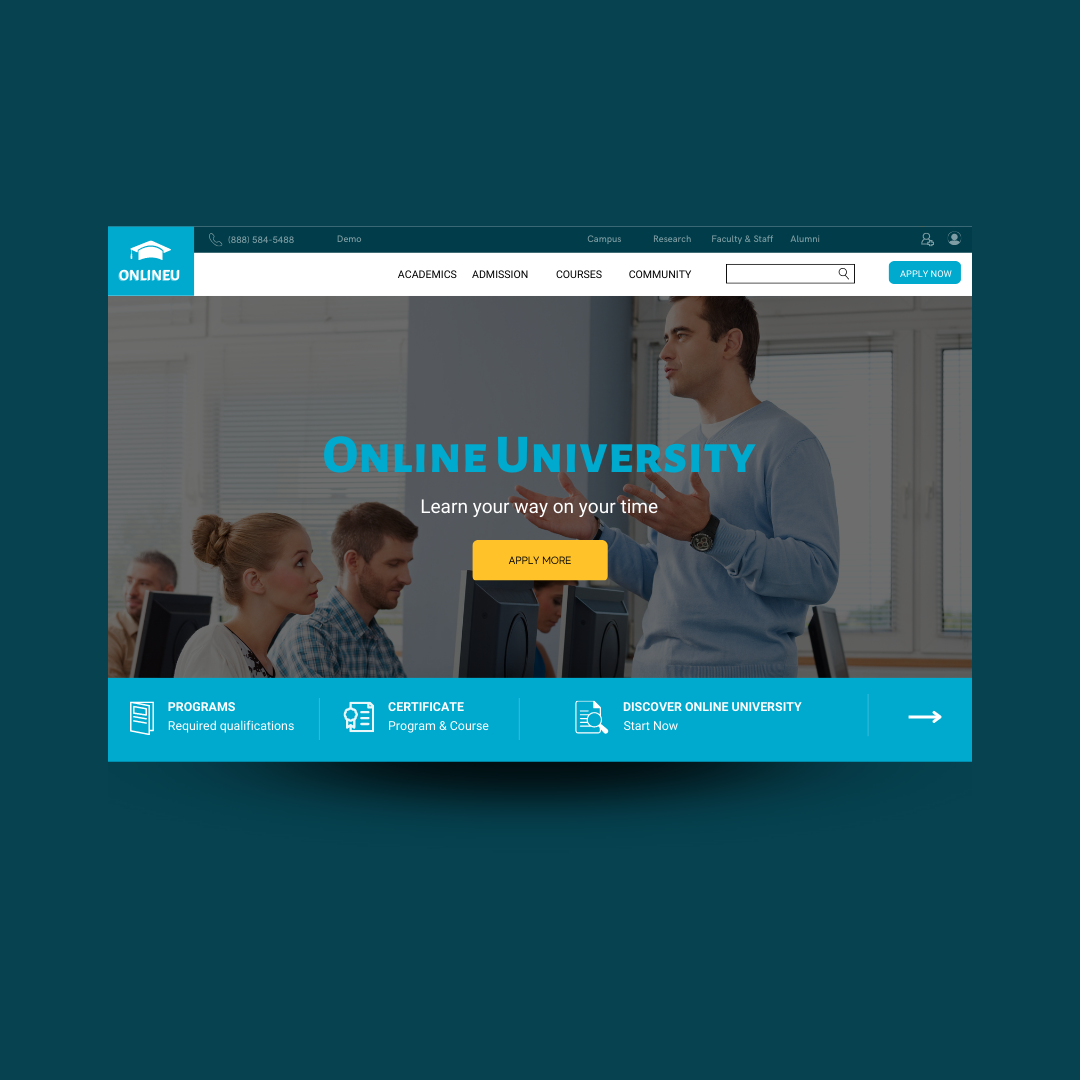 (888) 584-5488 Demo Campus Research Faculty & Staff Alumni
ONLINEU
ACADEMICS ADMISSION COURSES COMMUNITY APPLY NOW
Online University
Learn your way on your time
APPLY MORE
PROGRAMS
Required qualifications
CERTIFICATE
Program & Course
DISCOVER ONLINE UNIVERSITY
Start Now